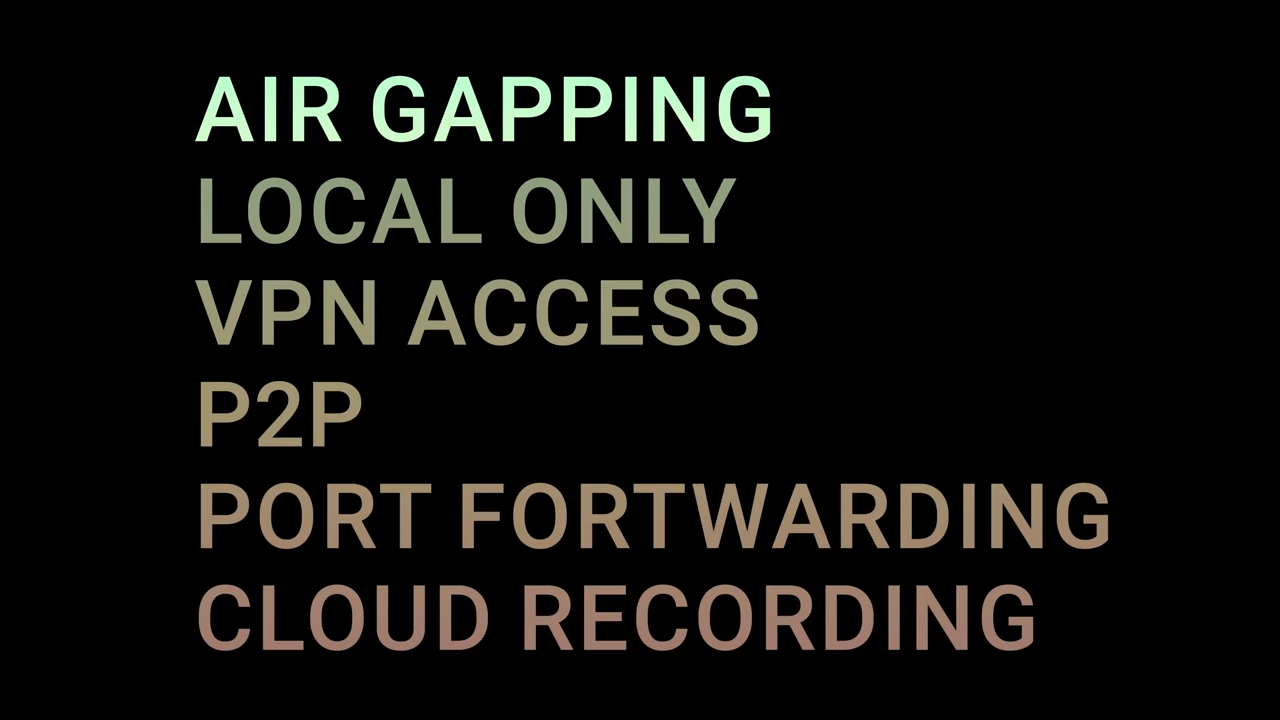 AIR GAPPING
LOCAL ONLY
VPN ACCESS
P2P
PORT FORTWARDING
CLOUD RECORDING